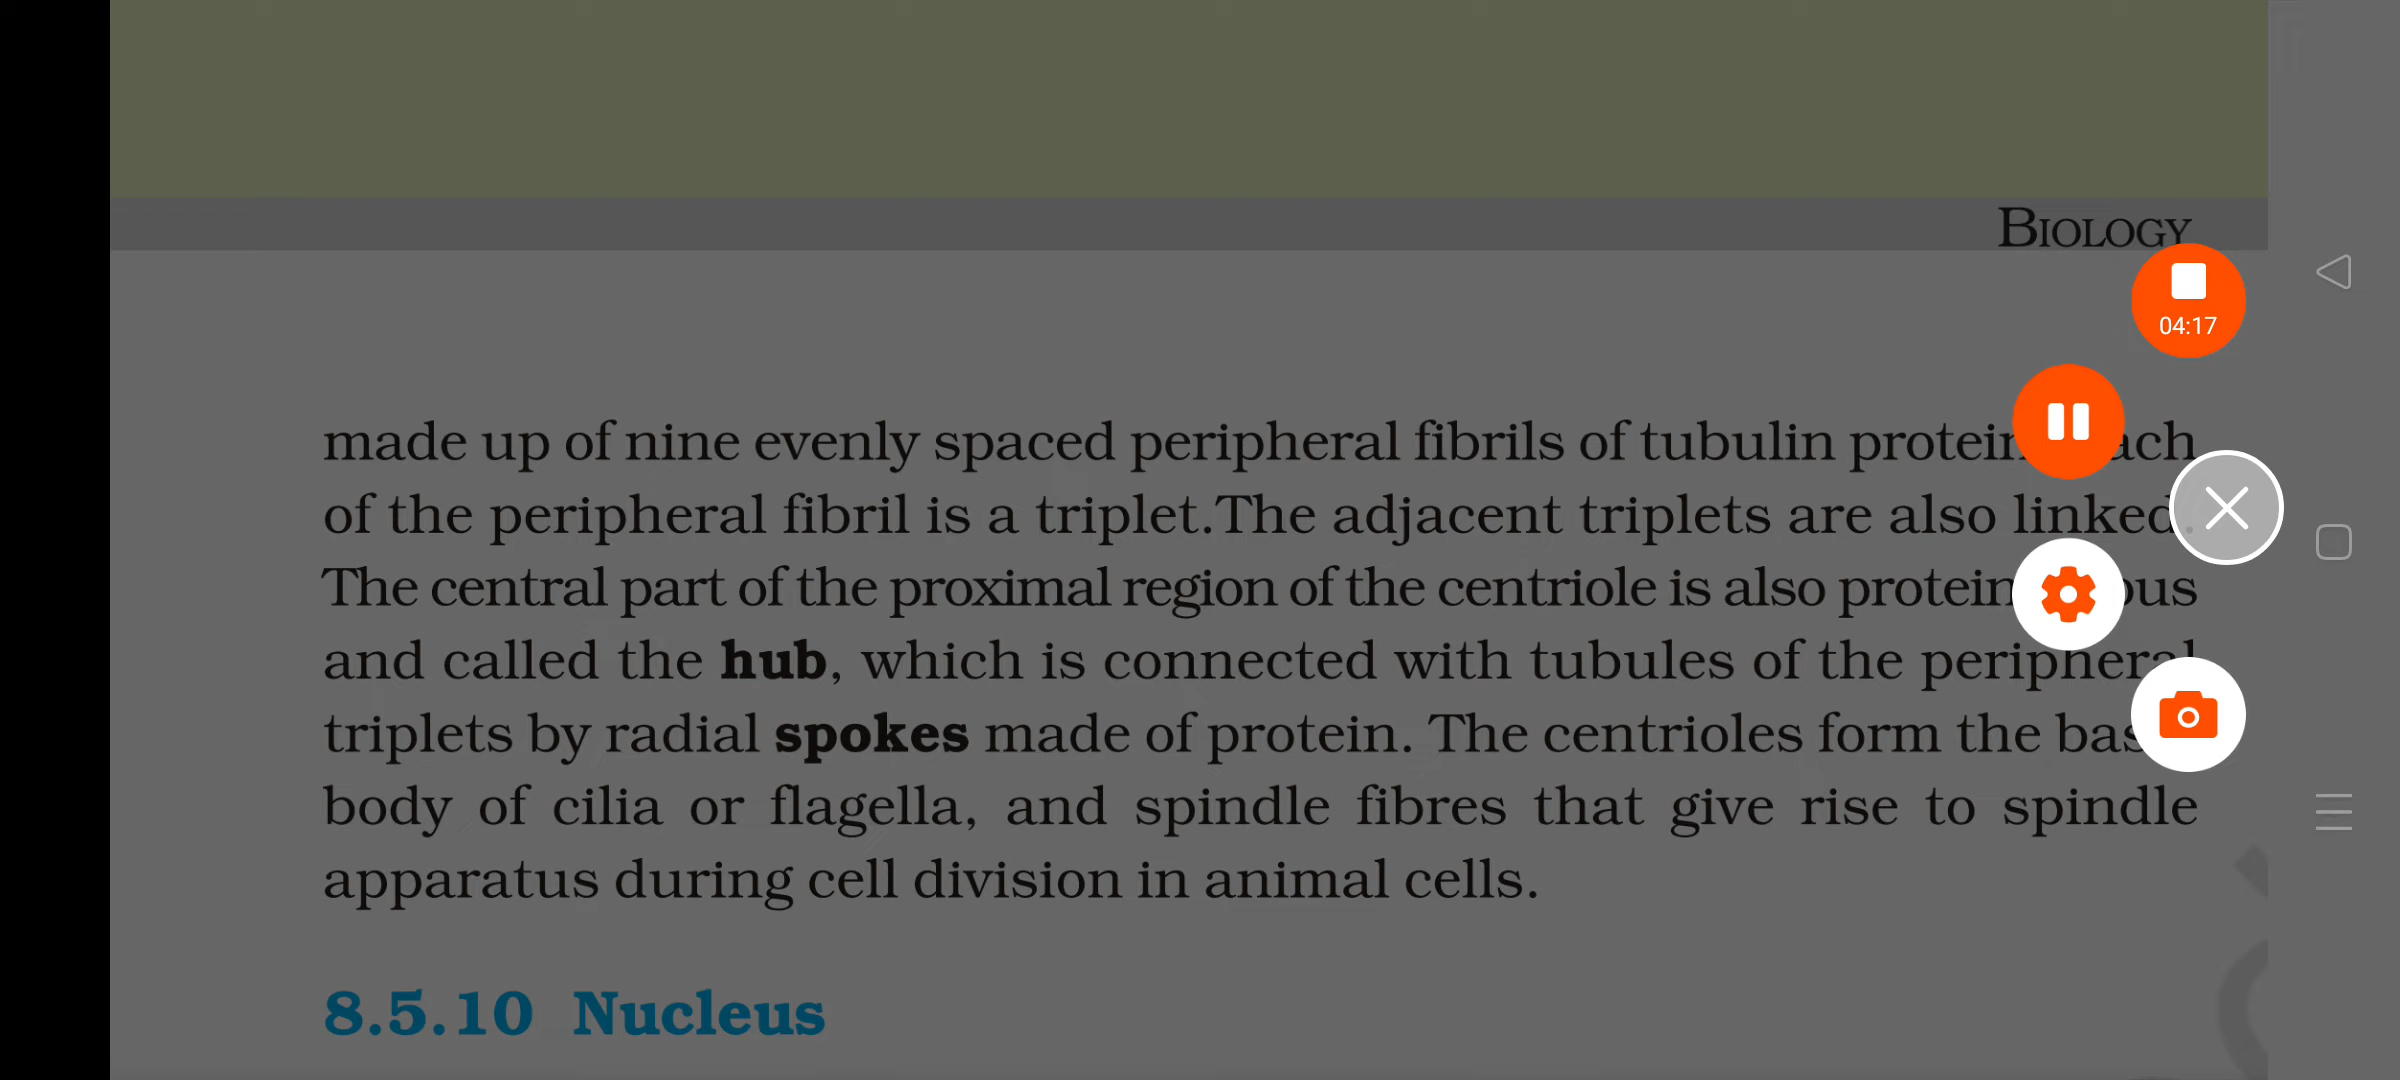 BIOLOGY
04:17
made up of nine evenly spaced peripheral fibrils of tubulin
of the peripheral fibril is a triplet.The adjacent triplets are also linked.
The central part of the proximal region of the centriole is also
and called the hub, which is connected with tubules of the peripheral
triplets by radial spokes made of protein. The centrioles form the
body of cilia or flagella, and spindle fibres that give rise to spindle
apparatus during cell division in animal cells.
8.5.10 Nucleus